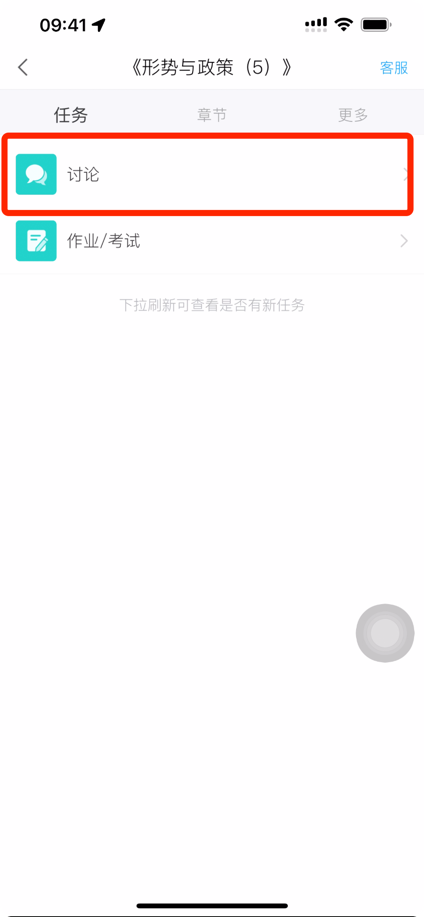 09:41
《形势与政策（5）》
客服
任务
章节
更多
讨论
作业/考试
下拉刷新可查看是否有新任务